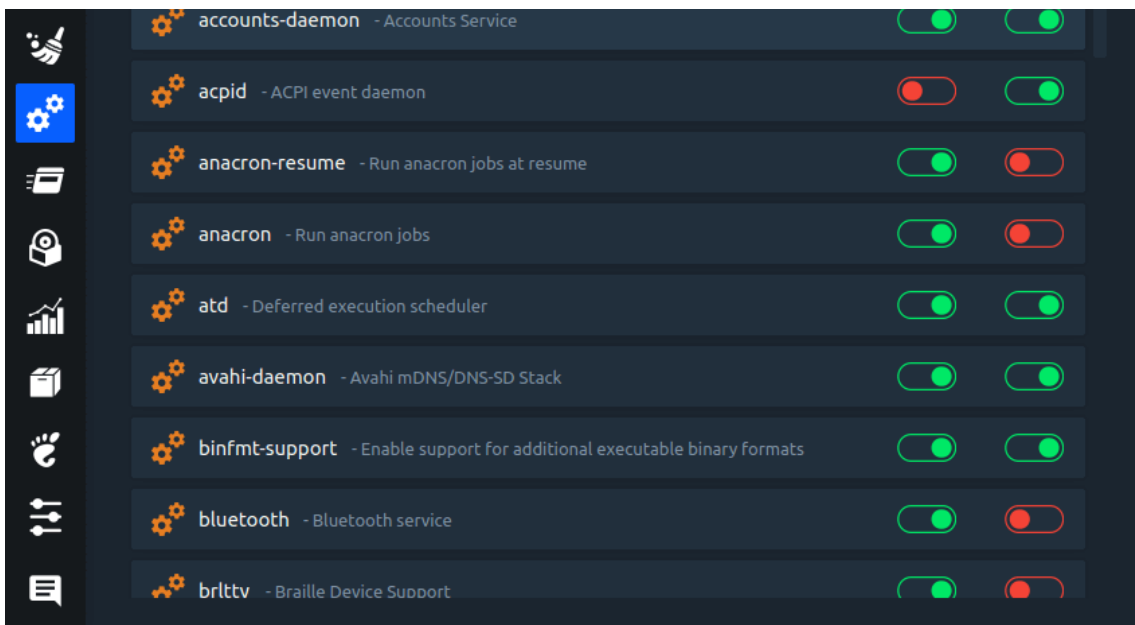 accounts-daemon - Accounts Service
acpid - ACPI event daemon
anacron-resume - Run anacron jobs at resume
anacron - Run anacron jobs
atd - Deferred execution scheduler
avahi-daemon - Avahi mDNS/DNS-SD Stack
binfmt-support - Enable support for additional executable binary formats
bluetooth - Bluetooth service
brltty - Braille Device Support